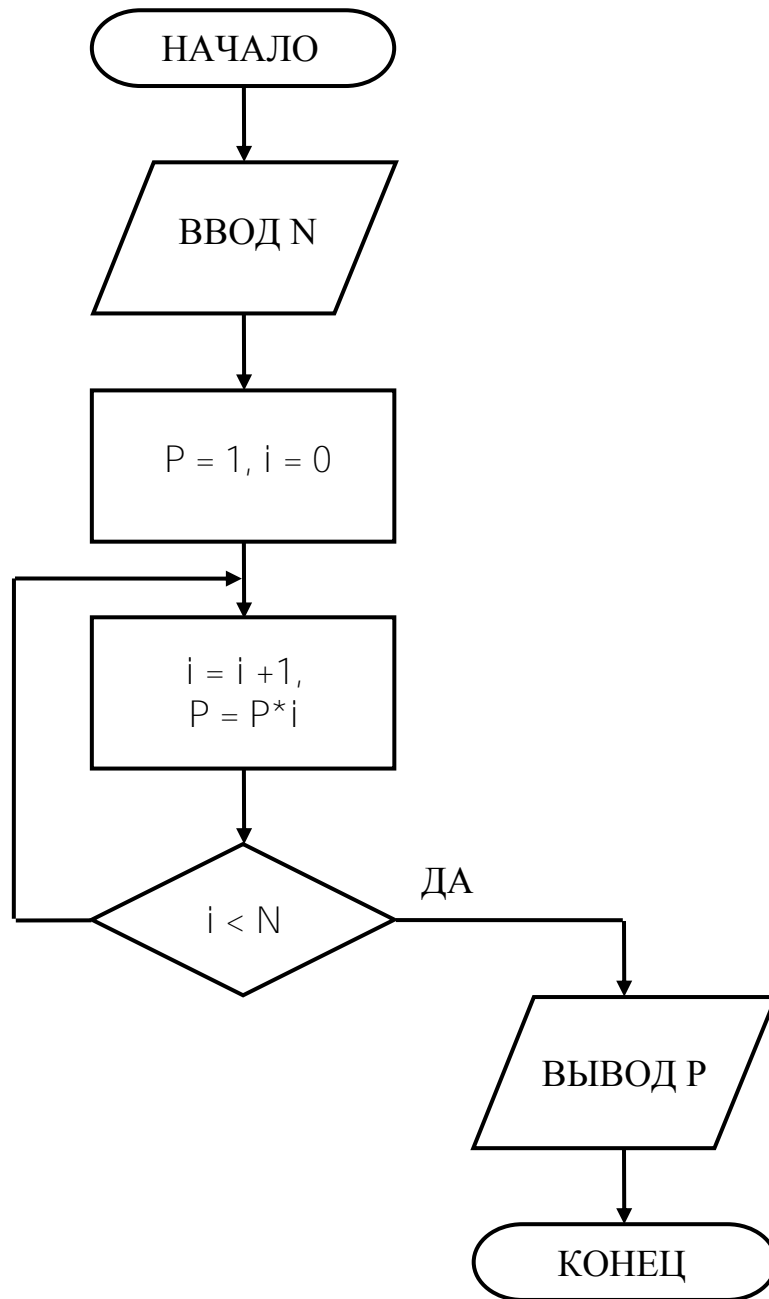 НАЧАЛО
ВВОД N
P = 1, i = 0
i = i +1,
P = P*i
i < N
ДА
ВЫВОД P
КОНЕЦ